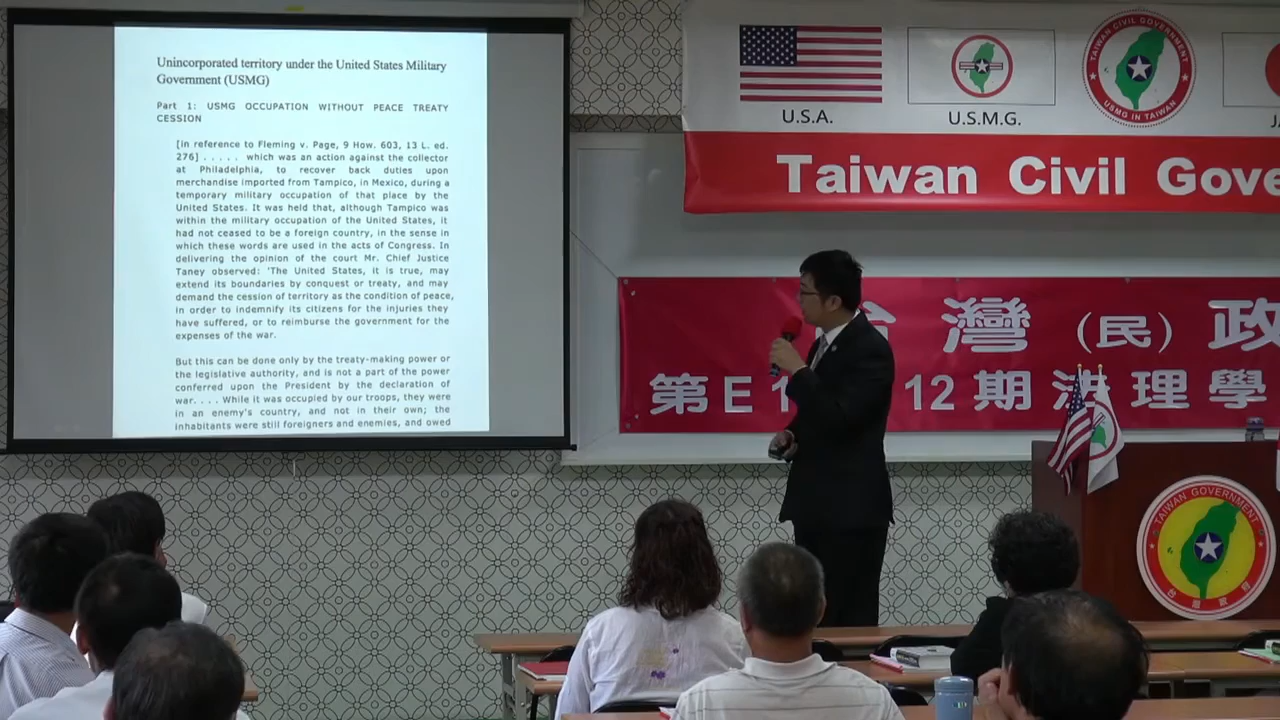 Unincorporated territory under the United States Military
Government (USMG)
Part 1: USMG OCCUPATION WITHOUT PEACE TREATY
CESSION
[in reference to Fleming v. Page, 9 How. 603, 13 L. ed.
276] . . . . . which was an action against the collector
at Philadelphia, to recover back duties upon
merchandise imported from Tampico, in Mexico, during a
temporary military occupation of that place by the
United States. It was held that, although Tampico was
within the military occupation of the United States, it
had not ceased to be a foreign country, in the sense in
which these words are used in the acts of Congress. In
delivering the opinion of the court Mr. Chief Justice
Taney observed: 'The United States, it is true, may
extend its boundaries by conquest or treaty, and may
demand the cession of territory as the condition of peace,
in order to indemnify its citizens for the injuries they
have suffered, or to reimburse the government for the
expenses of the war.
But this can be done only by the treaty-making power or
the legislative authority, and is not a part of the power
conferred upon the President by the declaration of
war. . . . While it was occupied by our troops, they were
in an enemy's country, and not in their own; the
inhabitants were still foreigners and enemies, and owed
TAIWAN CIVIL GOVERNMENT
USMG IN TAIWAN
U.S.A.
U.S.M.G.
Taiwan Civil Gove
灣(民)政
第E1 12期法理學
TAIWAN GOVERNMENT
台灣政府